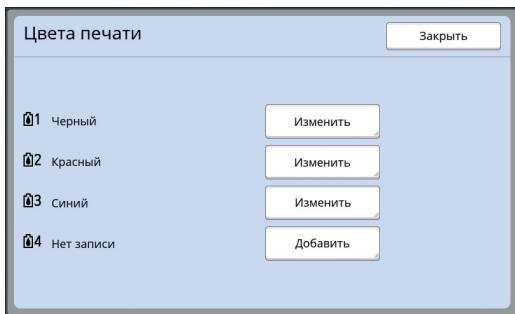 Цвета печати Закрыть
1 Черный Изменить
2 Красный Изменить
3 Синий Изменить
4 Нет записи Добавить